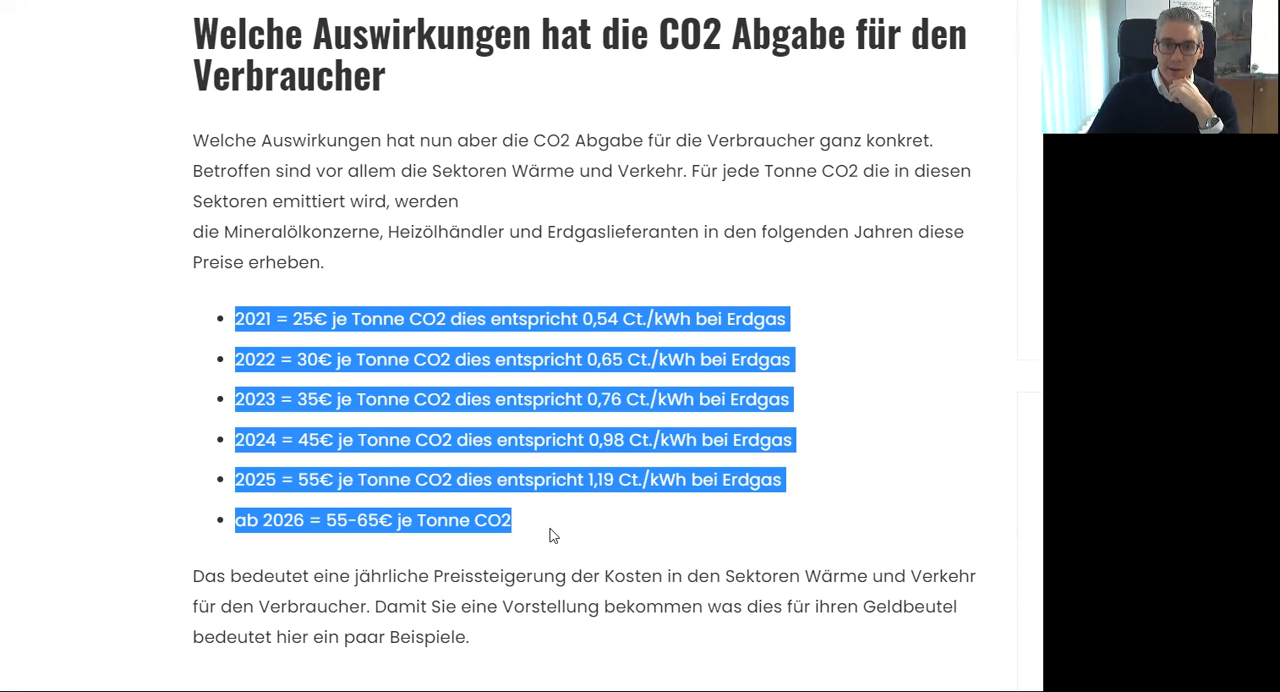 Welche Auswirkungen hat die CO2 Abgabe für den
Verbraucher
Welche Auswirkungen hat nun aber die CO2 Abgabe für die Verbraucher ganz konkret.
Betroffen sind vor allem die Sektoren Wärme und Verkehr. Für jede Tonne CO2 die in diesen
Sektoren emittiert wird, werden
die Mineralölkonzerne, Heizölhändler und Erdgaslieferanten in den folgenden Jahren diese
Preise erheben.
• 2021 = 25€ je Tonne CO2 dies entspricht 0,54 Ct./kWh bei Erdgas
• 2022 = 30€ je Tonne CO2 dies entspricht 0,65 Ct./kWh bei Erdgas
• 2023 = 35€ je Tonne CO2 dies entspricht 0,76 Ct./kWh bei Erdgas
• 2024 = 45€ je Tonne CO2 dies entspricht 0,98 Ct./kWh bei Erdgas
• 2025 = 55€ je Tonne CO2 dies entspricht 1,19 Ct./kWh bei Erdgas
• ab 2026 = 55-65€ je Tonne CO2
Das bedeutet eine jährliche Preissteigerung der Kosten in den Sektoren Wärme und Verkehr
für den Verbraucher. Damit Sie eine Vorstellung bekommen was dies für ihren Geldbeutel
bedeutet hier ein paar Beispiele.